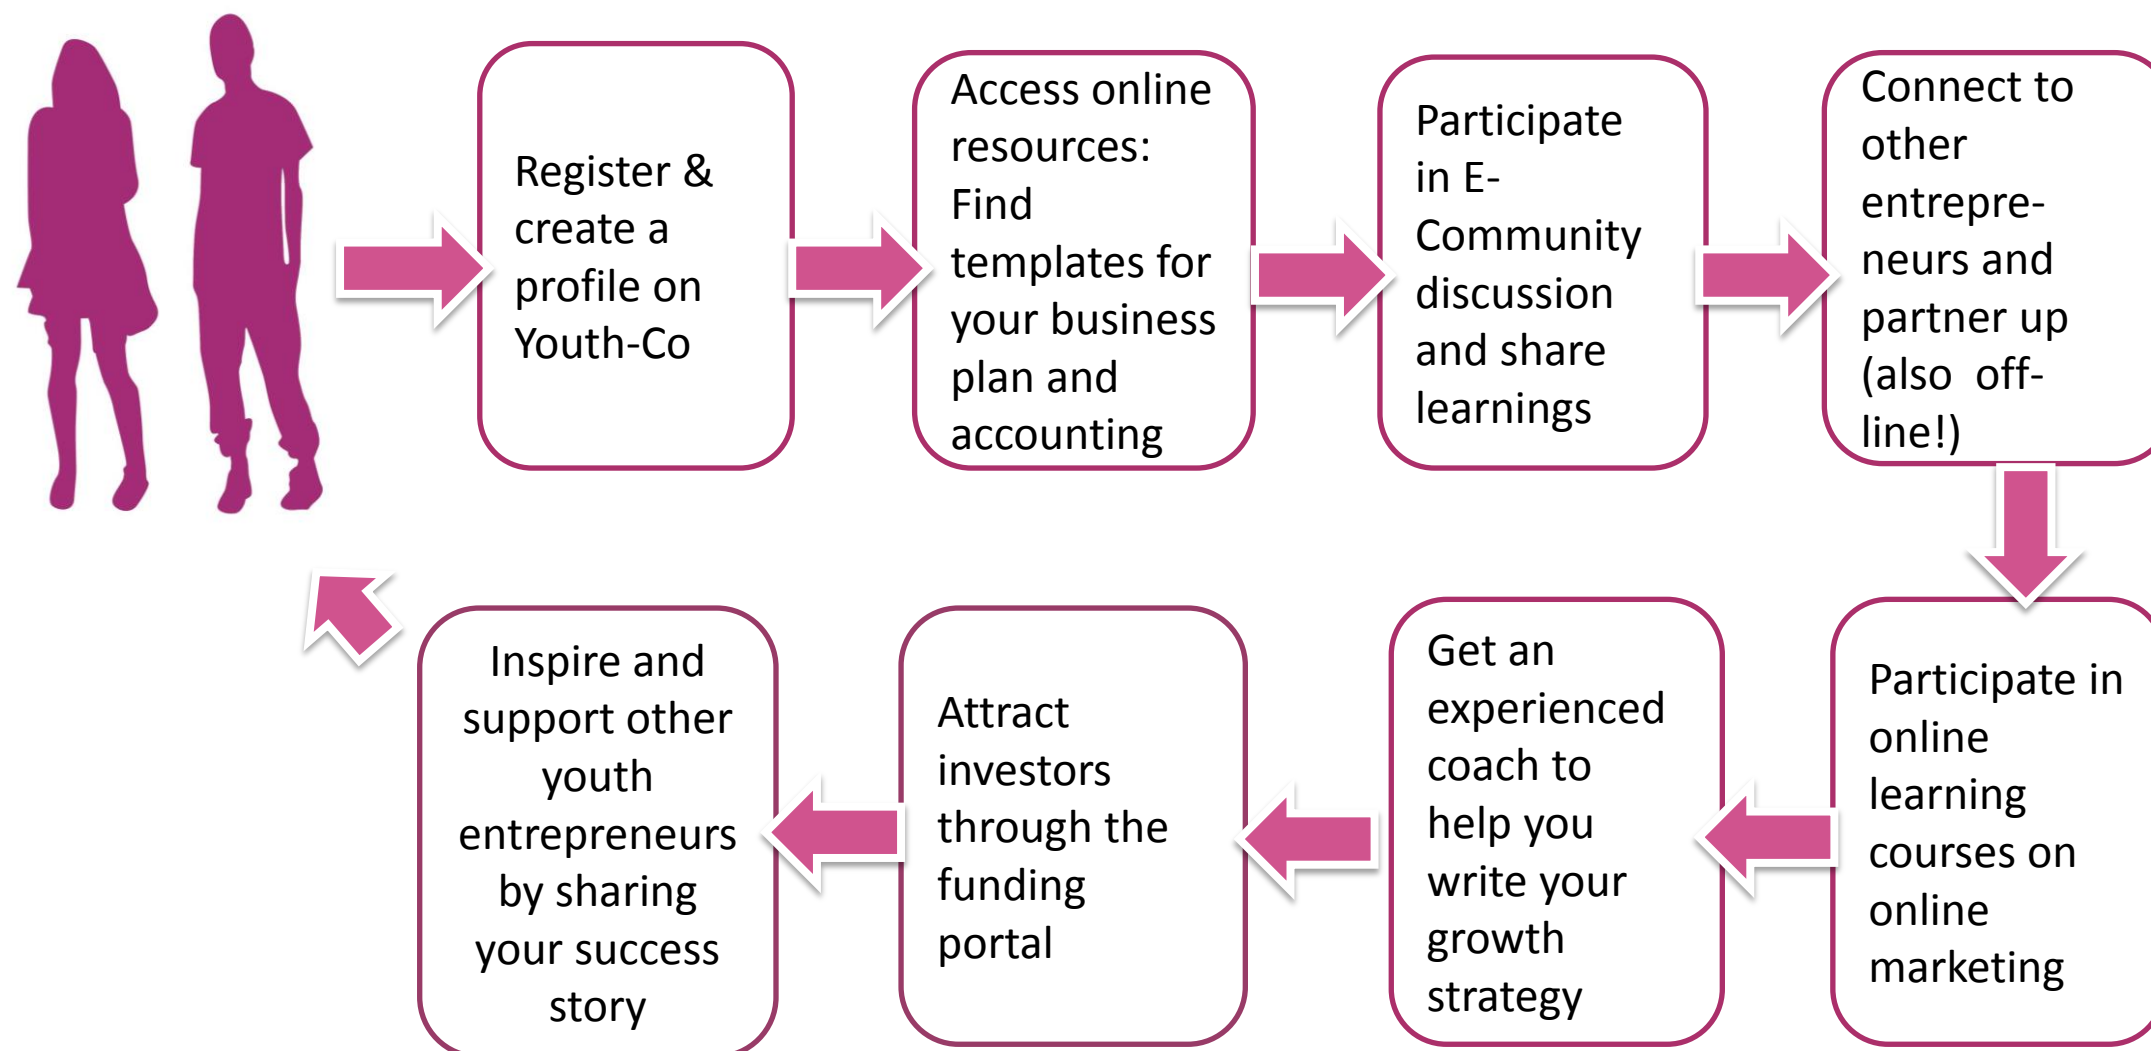 Register &
create a
profile on
Youth-Co
Access online
resources:
Find
templates for
your business
plan and
accounting
Participate
in E-
Community
discussion
and share
learnings
Connect to
other
entrepre-
neurs and
partner up
(also  off-
line!)
Participate in
online
learning
courses on
online
marketing
Get an
experienced
coach to
help you
write your
growth
strategy
Attract
investors
through the
funding
portal
Inspire and
support other
youth
entrepreneurs
by sharing
your success
story